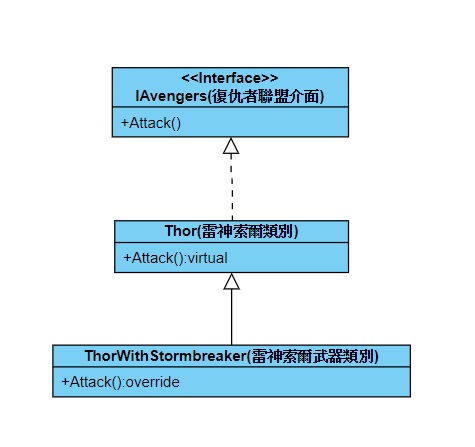 <<Interface>>
IAvengers(復仇者聯盟介面)
+Attack()
Thor(雷神索爾類別)
+Attack():virtual
ThorWithStormbreaker(雷神索爾武器類別)
+Attack():override